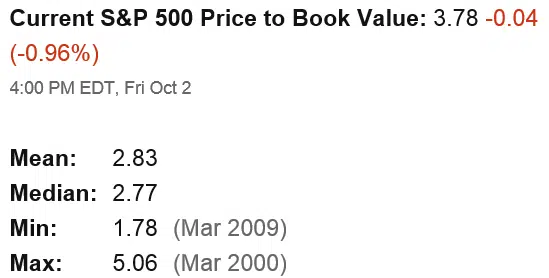 Current S&P 500 Price to Book Value: 3.78 -0.04
(-0.96%)
4:00 PM EDT, Fri Oct 2
Mean: 2.83
Median: 2.77
Min: 1.78 (Mar 2009)
Max: 5.06 (Mar 2000)